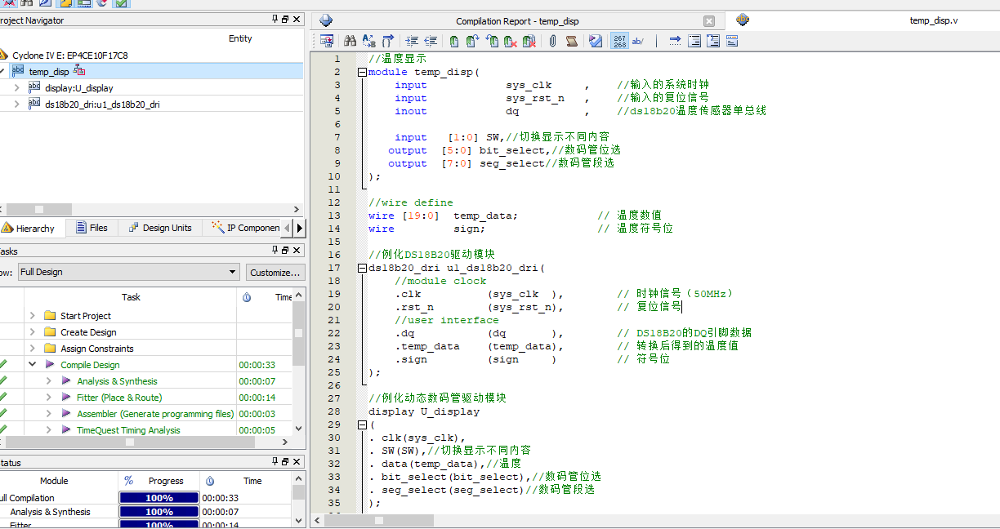 roject Navigator
Entity
Cyclone IV E: EP4CE10F17C8
temp_disp
display:U_display
ds18b20_dri:u1_ds18b20_dri
Hierarchy
Files
Design Units
IP Componen
asks
ow:
Full Design
Customize...
Task
Time
Start Project
Create Design
Assign Constraints
Compile Design 00:00:33
Analysis & Synthesis 00:00:07
Fitter (Place & Route) 00:00:14
Assembler (Generate programming files) 00:00:03
TimeQuest Timing Analysis 00:00:05
tatus
Module % Progress Time
ull Compilation 100% 00:00:33
Analysis & Synthesis 100% 00:00:07
Fitter 100% 00:00:14
Compilation Report - temp_disp
temp_disp.v
267
268
ab/
1 //温度显示
2 module temp_disp(
3 input sys_clk , //输入的系统时钟
4 input sys_rst_n , //输入的复位信号
5 inout dq , //ds18b20温度传感器单总线
6
7 input [1:0] SW,//切换显示不同内容
8 output [5:0] bit_select,//数码管位选
9 output [7:0] seg_select//数码管段选
10 );
11
12 //wire define
13 wire [19:0] temp_data; // 温度数值
14 wire sign; // 温度符号位
15
16 //例化DS18B20驱动模块
17 ds18b20_dri u1_ds18b20_dri(
18 //module clock
19 .clk (sys_clk ), // 时钟信号（50MHz）
20 .rst_n (sys_rst_n), // 复位信号
21 //user interface
22 .dq (dq ), // DS18B20的DQ引脚数据
23 .temp_data (temp_data), // 转换后得到的温度值
24 .sign (sign ) // 符号位
25 );
26
27 //例化动态数码管驱动模块
28 display U_display
29 (
30 . clk(sys_clk),
31 . SW(SW),//切换显示不同内容
32 . data(temp_data),//温度
33 . bit_select(bit_select),//数码管位选
34 . seg_select(seg_select)//数码管段选
35 );